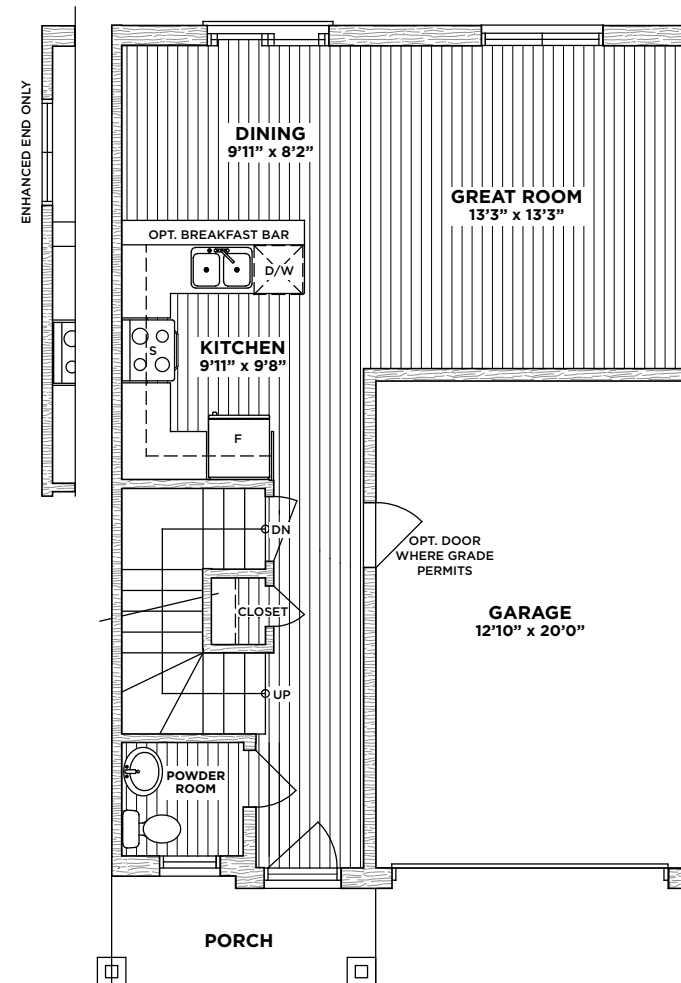 ENHANCED END ONLY
DINING
9’11” x 8’2”
GREAT ROOM
13’3” x 13’3”
OPT. BREAKFAST BAR
D/W
S
KITCHEN
9’11” x 9’8”
F
DN
OPT. DOOR
WHERE GRADE
PERMITS
CLOSET
GARAGE
12’10” x 20’0”
UP
POWDER
ROOM
PORCH